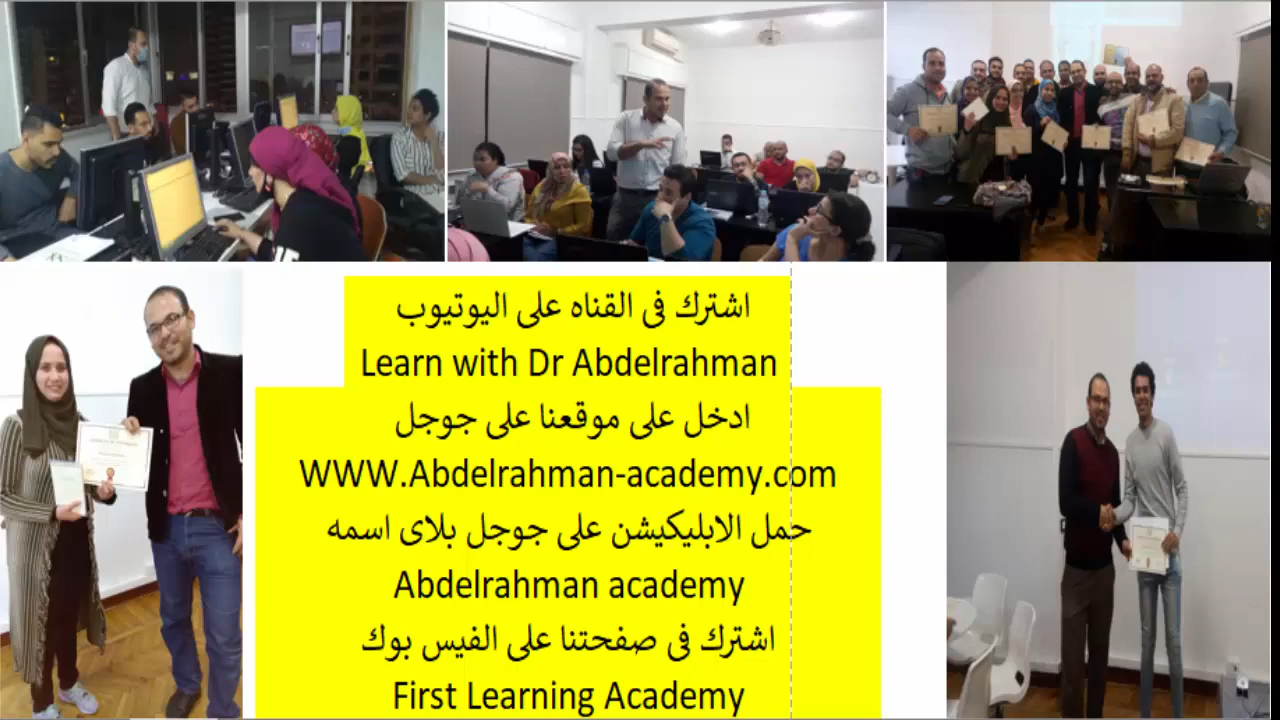 اشترك فى القناه على اليوتيوب
Learn with Dr Abdelrahman
ادخل على موقعنا على جوجل
WWW.Abdelrahman-academy.com
حمل الابليكيشن على جوجل بلاى اسمه
Abdelrahman academy
اشترك فى صفحتنا على الفيس بوك
First Learning Academy